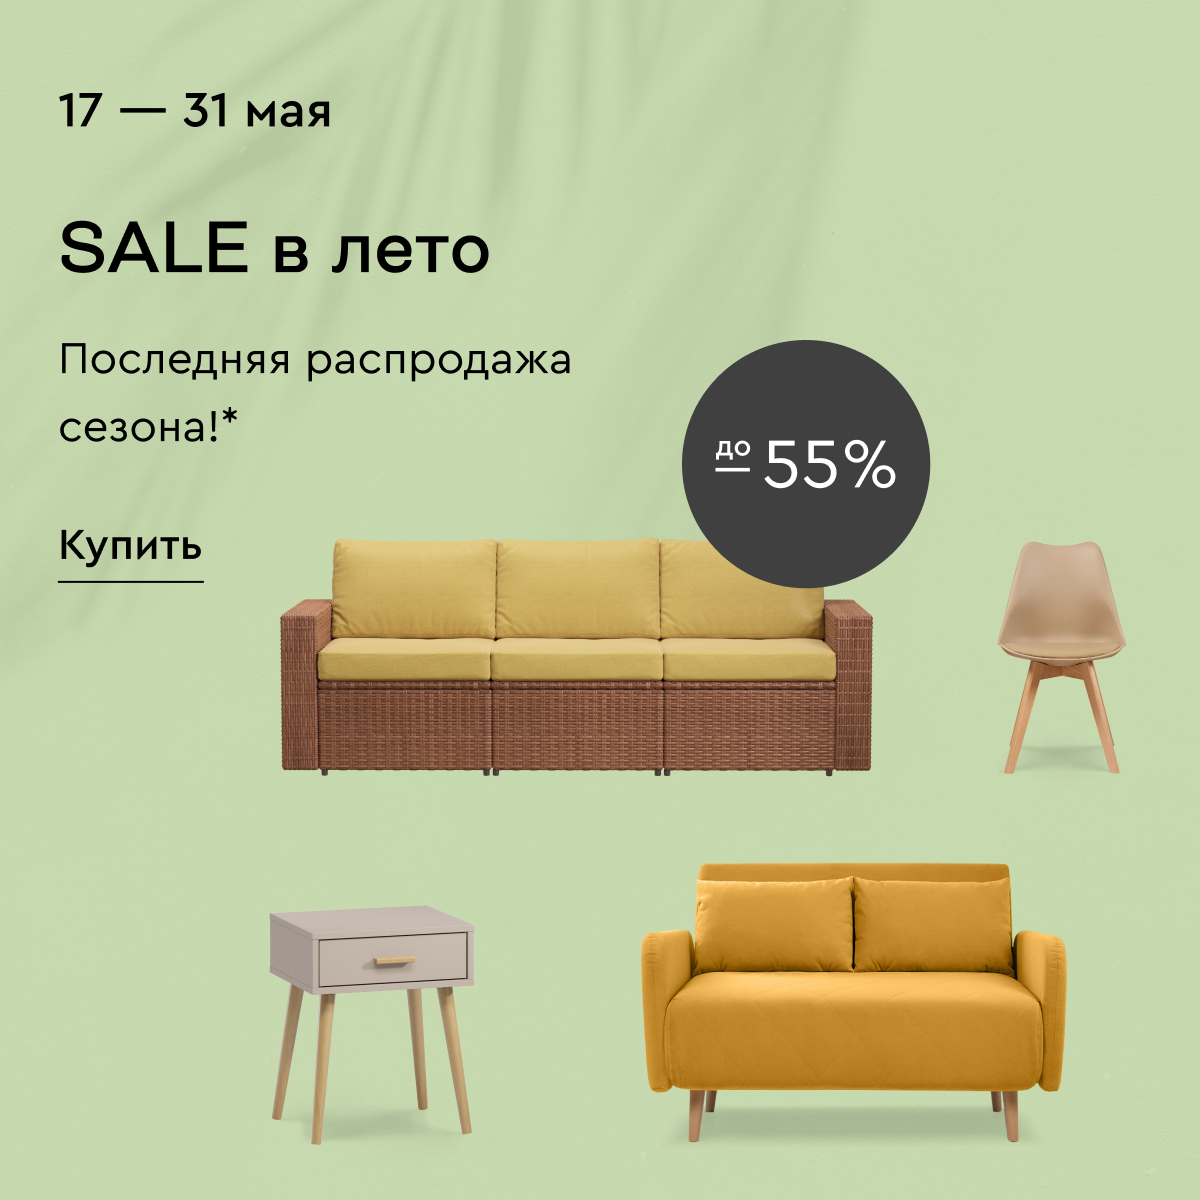 17 — 31 мая
SALE в лето
Последняя распродажа
сезона!*
до 55%
Купить